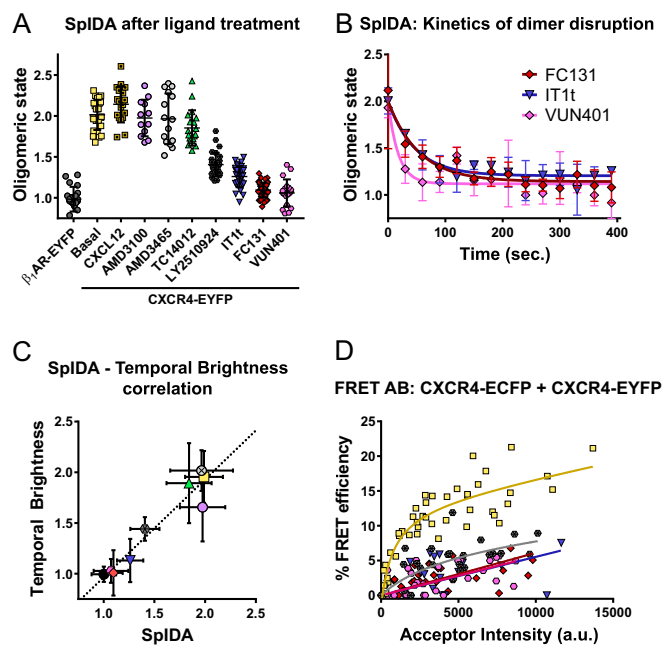 A
SpIDA after ligand treatment
Oligomeric state
2.5
2.0
1.5
1.0
β1AR-EYFP
Basal
CXCL12
AMD3100
AMD3465
TC14012
LY2510924
IT1t
FC131
VUN401
CXCR4-EYFP
B
SpIDA: Kinetics of dimer disruption
Oligomeric state
2.5
2.0
1.5
1.0
FC131
IT1t
VUN401
0 100 200 300 400
Time (sec.)
C
SpIDA - Temporal Brightness
correlation
Temporal Brightness
2.5
2.0
1.5
1.0
1.0 1.5 2.0 2.5
SpIDA
D
FRET AB: CXCR4-ECFP + CXCR4-EYFP
% FRET efficiency
25
20
15
10
5
0
0 5000 10000 15000
Acceptor Intensity (a.u.)